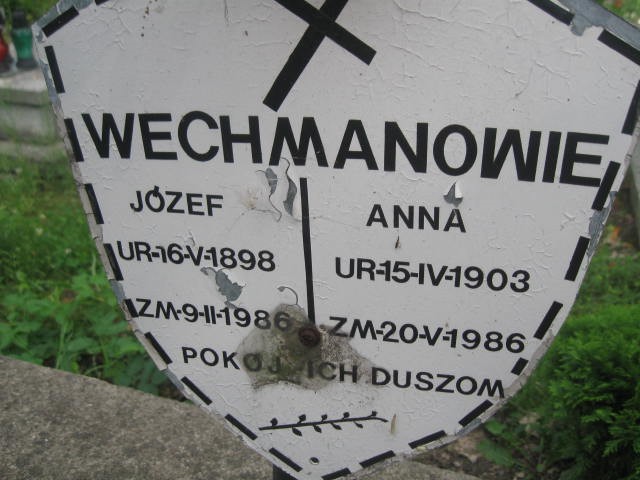 WECHMANOWIE
JÓZEF ANNA
UR-16-V-1898 UR-15-IV-1903
ZM-9-II-1986 ZM-20-V-1986
POKÓJ ICH DUSZOM